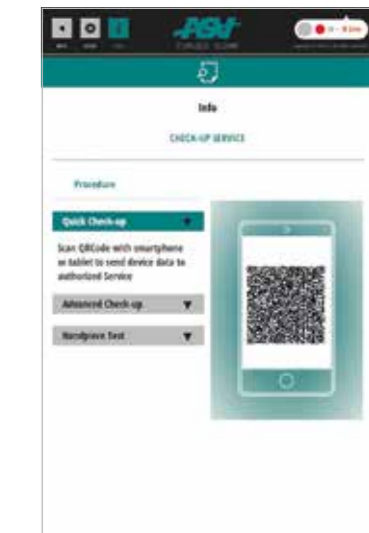 Info
CHECK-UP SERVICE
Procedure
Quick Check-up
Scan QRCode with smartphone
or tablet to send device data to
authorized Service
Advanced Check-up
Handpiece Test